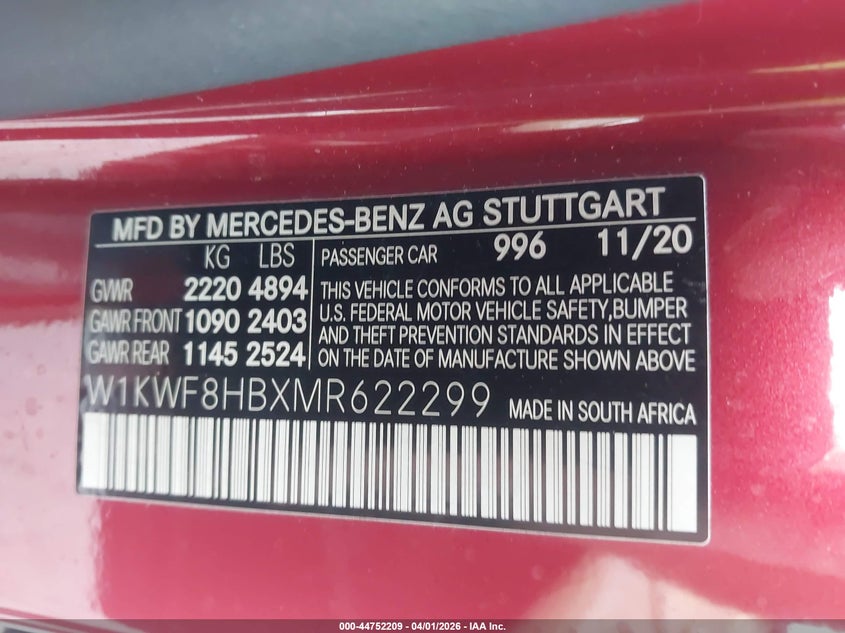 MFD BY MERCEDES-BENZ AG STUTTGART
KG LBS
GVWR 2220 4894
GAWR FRONT 1090 2403
GAWR REAR 1145 2524
PASSENGER CAR 996 11/20
THIS VEHICLE CONFORMS TO ALL APPLICABLE
U.S. FEDERAL MOTOR VEHICLE SAFETY,BUMPER
AND THEFT PREVENTION STANDARDS IN EFFECT
ON THE DATE OF MANUFACTURE SHOWN ABOVE
W1KWF8HBXMR622299 MADE IN SOUTH AFRICA
000-44752209 - 04/01/2026 - IAA Inc.